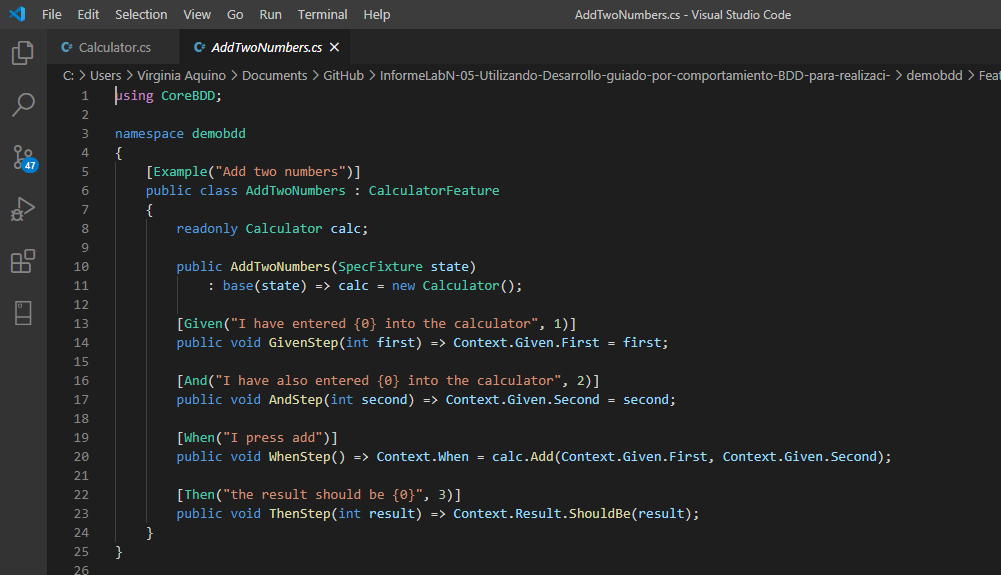 File Edit Selection View Go Run Terminal Help AddTwoNumbers.cs - Visual Studio Code
C# Calculator.cs C# AddTwoNumbers.cs ×
C: > Users > Virginia Aquino > Documents > GitHub > InformeLabN-05-Utilizando-Desarrollo-guiado-por-comportamiento-BDD-para-realizaci- > demobdd > Feat
1 using CoreBDD;
2
3 namespace demobdd
4 {
5 [Example("Add two numbers")]
6 public class AddTwoNumbers : CalculatorFeature
7 {
8 readonly Calculator calc;
9
10 public AddTwoNumbers(SpecFixture state)
11 : base(state) => calc = new Calculator();
12
13 [Given("I have entered {0} into the calculator", 1)]
14 public void GivenStep(int first) => Context.Given.First = first;
15
16 [And("I have also entered {0} into the calculator", 2)]
17 public void AndStep(int second) => Context.Given.Second = second;
18
19 [When("I press add")]
20 public void WhenStep() => Context.When = calc.Add(Context.Given.First, Context.Given.Second);
21
22 [Then("the result should be {0}", 3)]
23 public void ThenStep(int result) => Context.Result.ShouldBe(result);
24 }
25 }
26
47